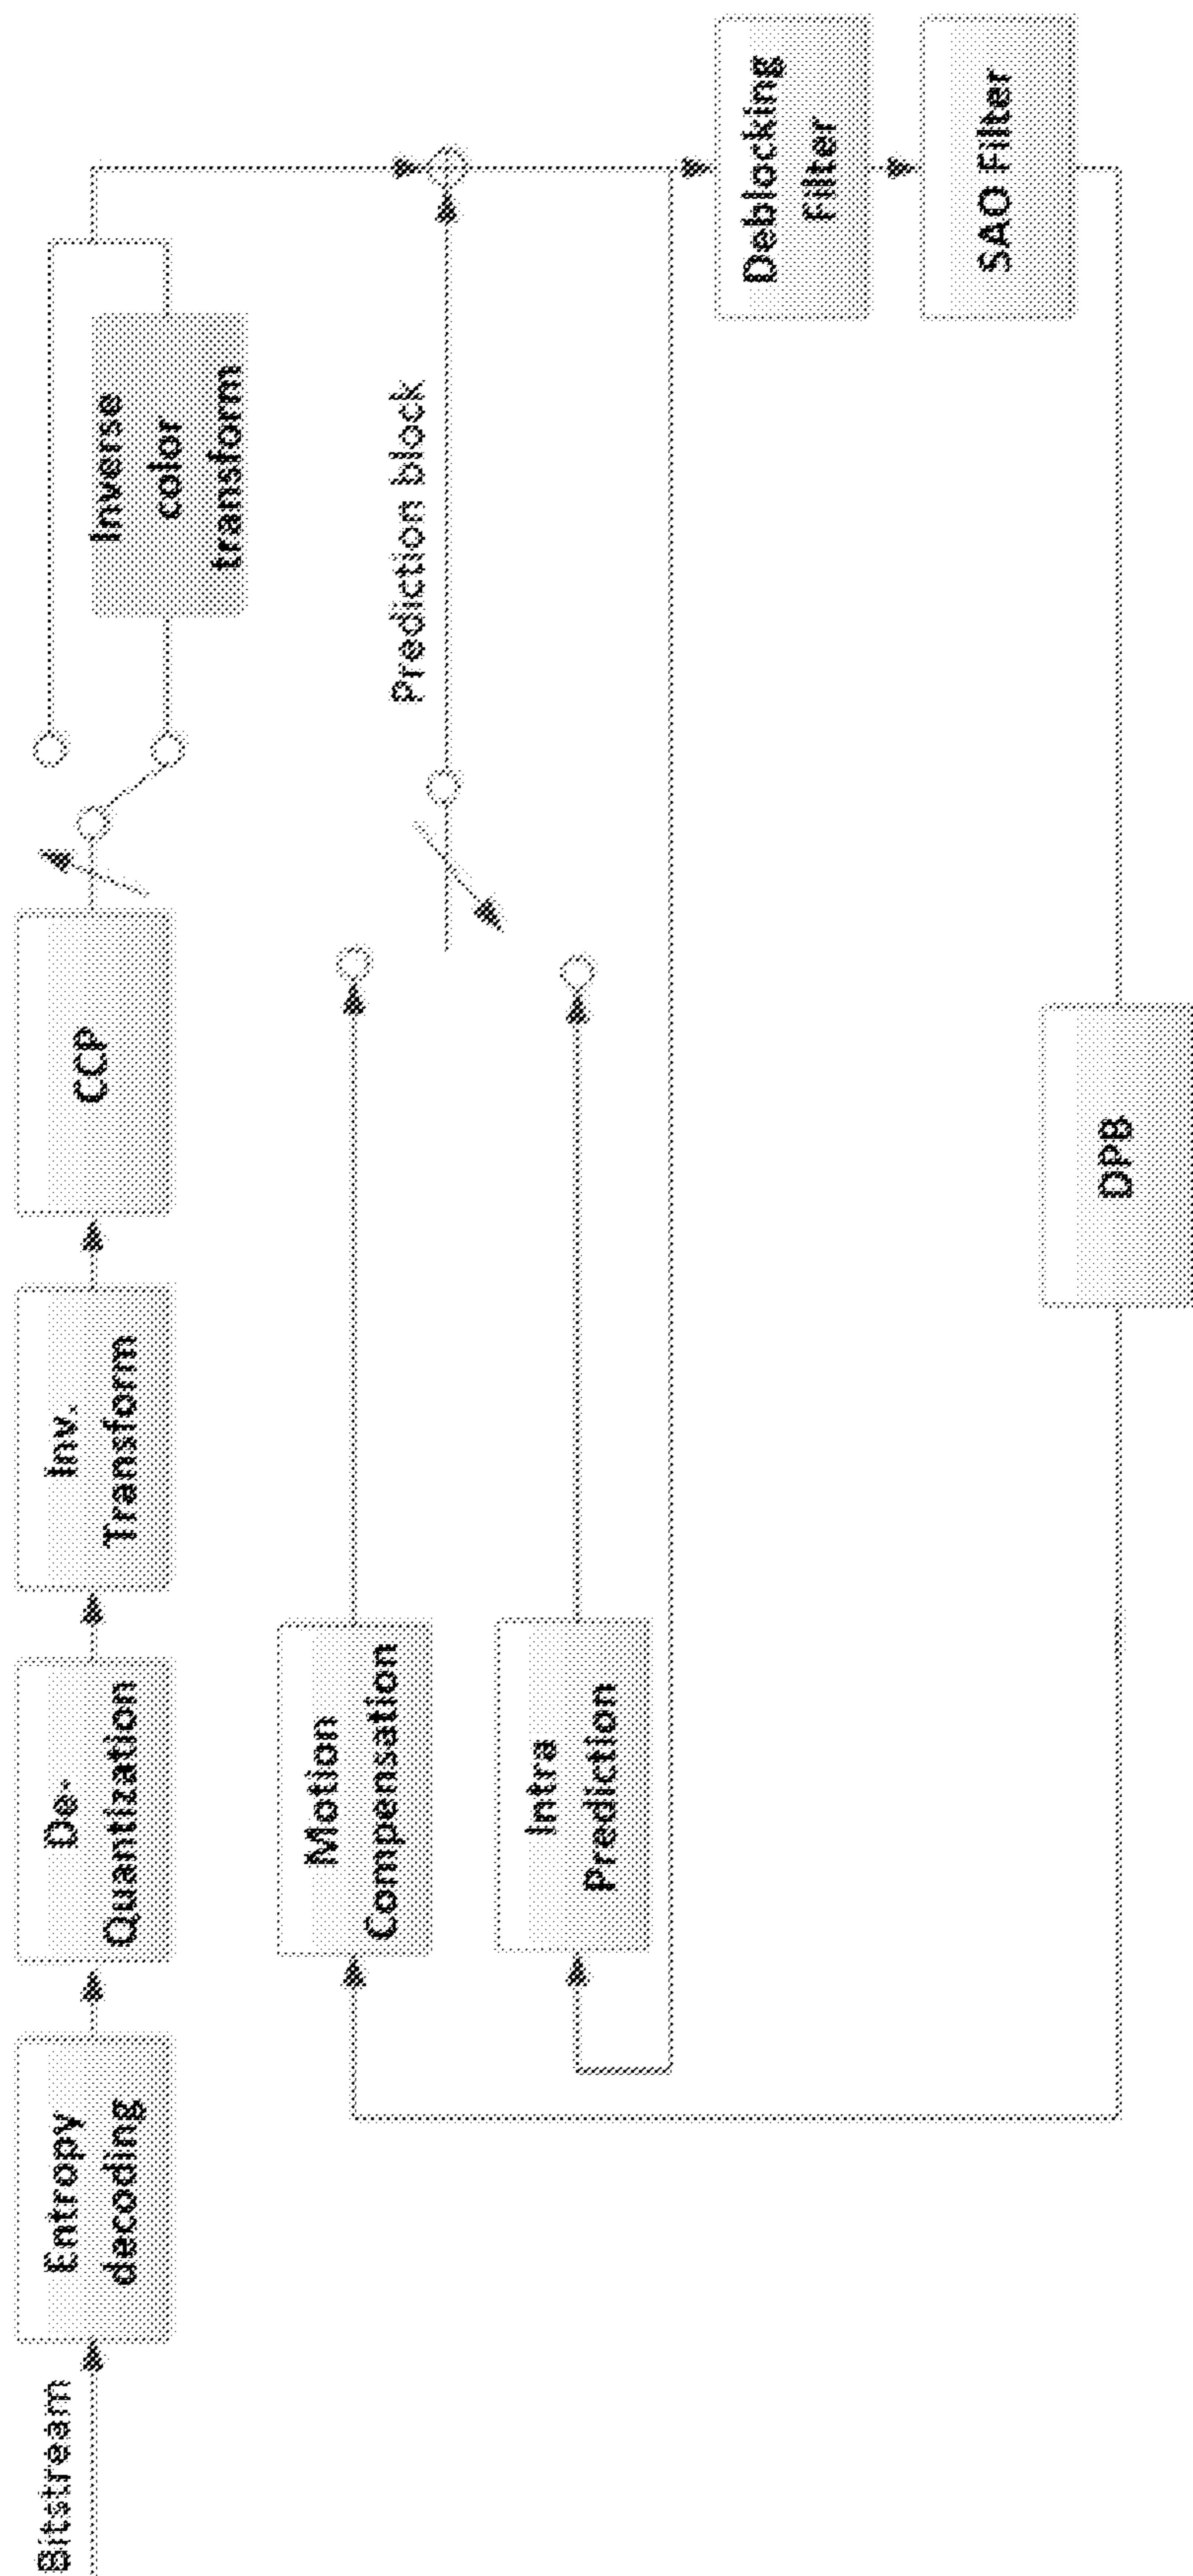 Bitstream
Entropy
decoding
De-
Quantization
Inv.
Transform
CCP
Inverse
color
transform
Motion
Compensation
Prediction block
Intra
Prediction
Deblocking
Filter
SAO Filter
DPB